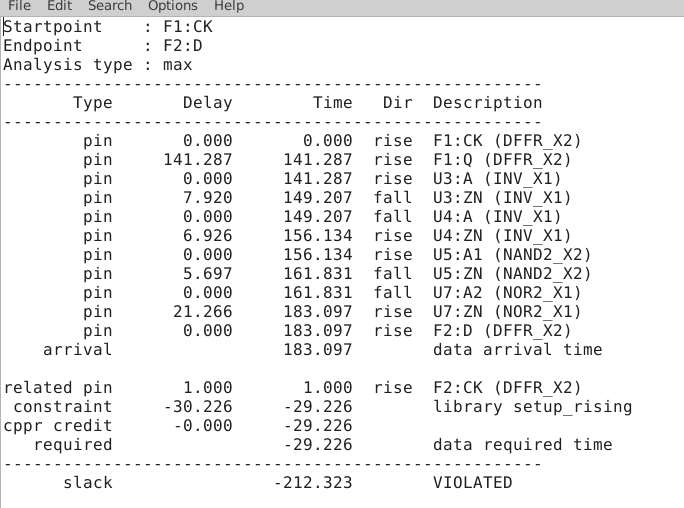 File Edit Search Options Help
Startpoint : F1:CK
Endpoint : F2:D
Analysis type : max
-------------------------------------------------------
Type Delay Time Dir Description
-------------------------------------------------------
pin 0.000 0.000 rise F1:CK (DFFR_X2)
pin 141.287 141.287 rise F1:Q (DFFR_X2)
pin 0.000 141.287 rise U3:A (INV_X1)
pin 7.920 149.207 fall U3:ZN (INV_X1)
pin 0.000 149.207 fall U4:A (INV_X1)
pin 6.926 156.134 rise U4:ZN (INV_X1)
pin 0.000 156.134 rise U5:A1 (NAND2_X2)
pin 5.697 161.831 fall U5:ZN (NAND2_X2)
pin 0.000 161.831 fall U7:A2 (NOR2_X1)
pin 21.266 183.097 rise U7:ZN (NOR2_X1)
pin 0.000 183.097 rise F2:D (DFFR_X2)
arrival 183.097 data arrival time
related pin 1.000 1.000 rise F2:CK (DFFR_X2)
constraint -30.226 -29.226 library setup_rising
cppr credit -0.000 -29.226
required -29.226 data required time
-------------------------------------------------------
slack -212.323 VIOLATED